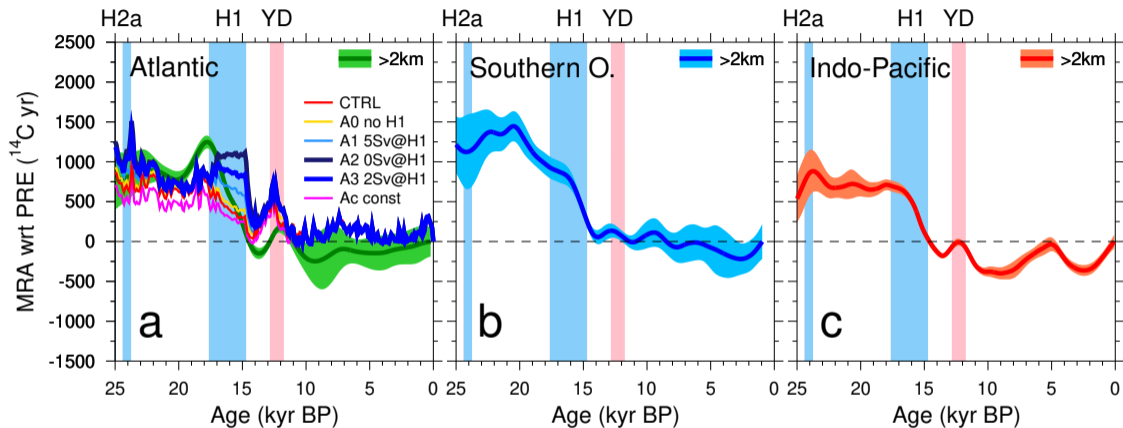 H2a H1 YD H2a H1 YD H2a H1 YD
2500
2000
1500
1000
500
0
-500
-1000
-1500
MRA wrt PRE (¹⁴C yr)
Atlantic
>2km
CTRL
A0 no H1
A1 5Sv@H1
A2 0Sv@H1
A3 2Sv@H1
Ac const
a
25 20 15 10 5 0
Age (kyr BP)
Southern O.
>2km
b
25 20 15 10 5 0
Age (kyr BP)
Indo-Pacific
>2km
c
25 20 15 10 5 0
Age (kyr BP)